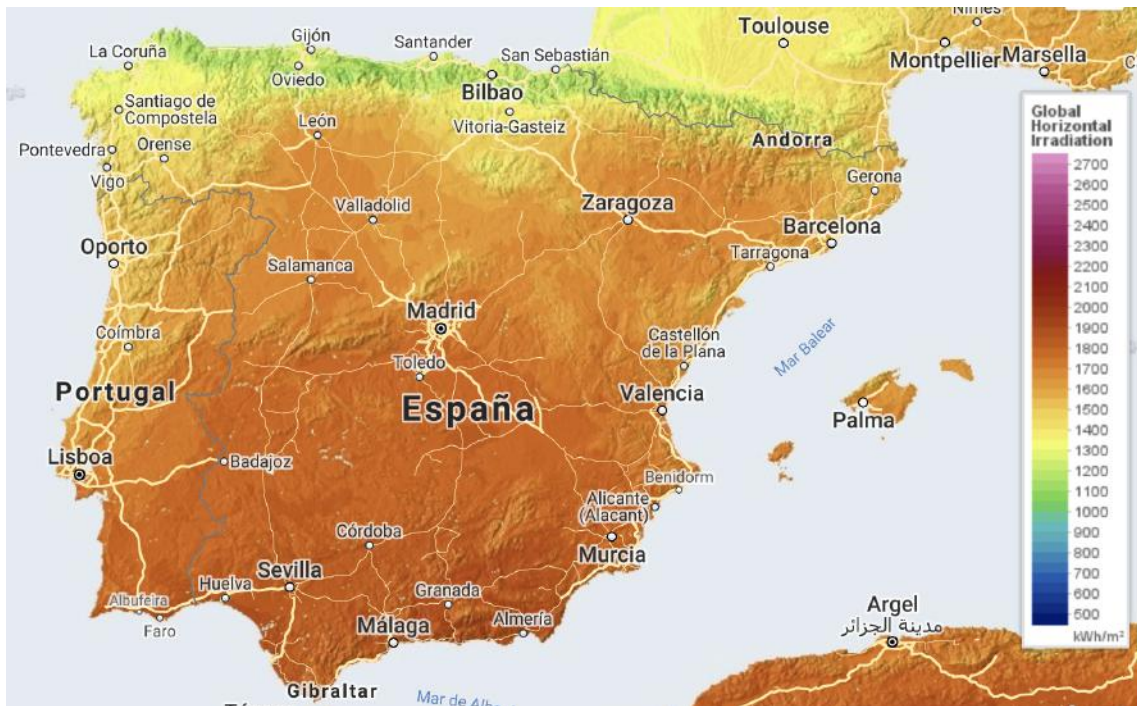 Nimes
Gijón
Toulouse
La Coruña
Santander
San Sebastián
Montpellier
Marsella
Oviedo
Bilbao
Santiago de
Compostela
León
Vitoria-Gasteiz
Global
Horizontal
Irradiation
Andorra
Pontevedra
Orense
Vigo
Gerona
Valladolid
Zaragoza
Barcelona
Oporto
Tarragona
Salamanca
Madrid
Coímbra
Castellón
de la Plana
Mar Balear
Toledo
Portugal
España
Valencia
Palma
Lisboa
Badajoz
Benidorm
Alicante
(Alacant)
Córdoba
Murcia
Sevilla
Huelva
Granada
Albufeira
Faro
Málaga
Almería
Argel
مدينة الجزائر
Gibraltar
2700
2600
2500
2400
2300
2200
2100
2000
1900
1800
1700
1600
1500
1400
1300
1200
1100
1000
900
800
700
600
500
kWh/m²
Mar de